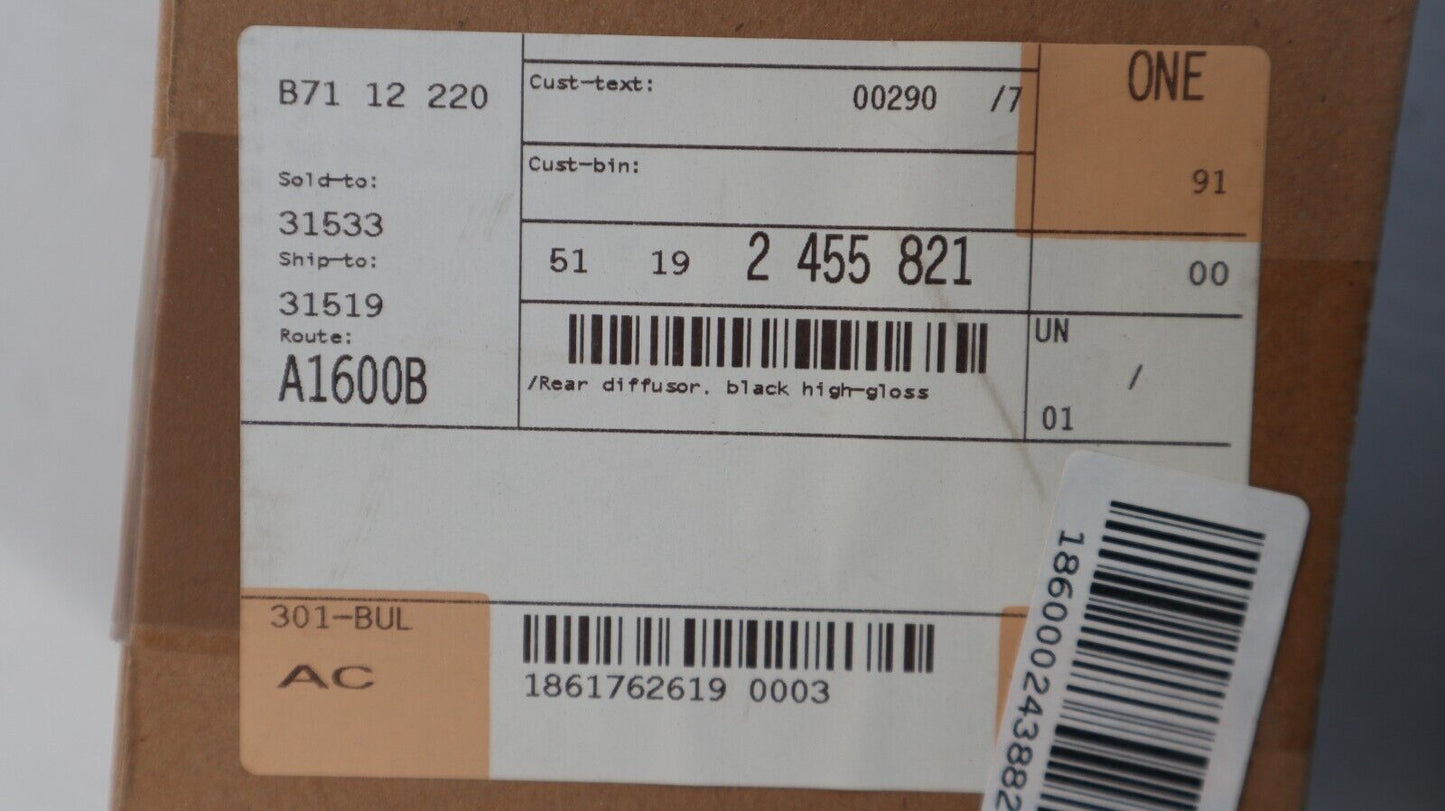 B71 12 220
Cust-text:
00290 /7
ONE
Cust-bin:
91
Sold-to:
31533
Ship-to:
31519
Route:
A1600B
51 19 2 455 821
00
/Rear diffusor. black high-gloss
UN
/
01
301-BUL
AC
1861762619 0003
1860000243882